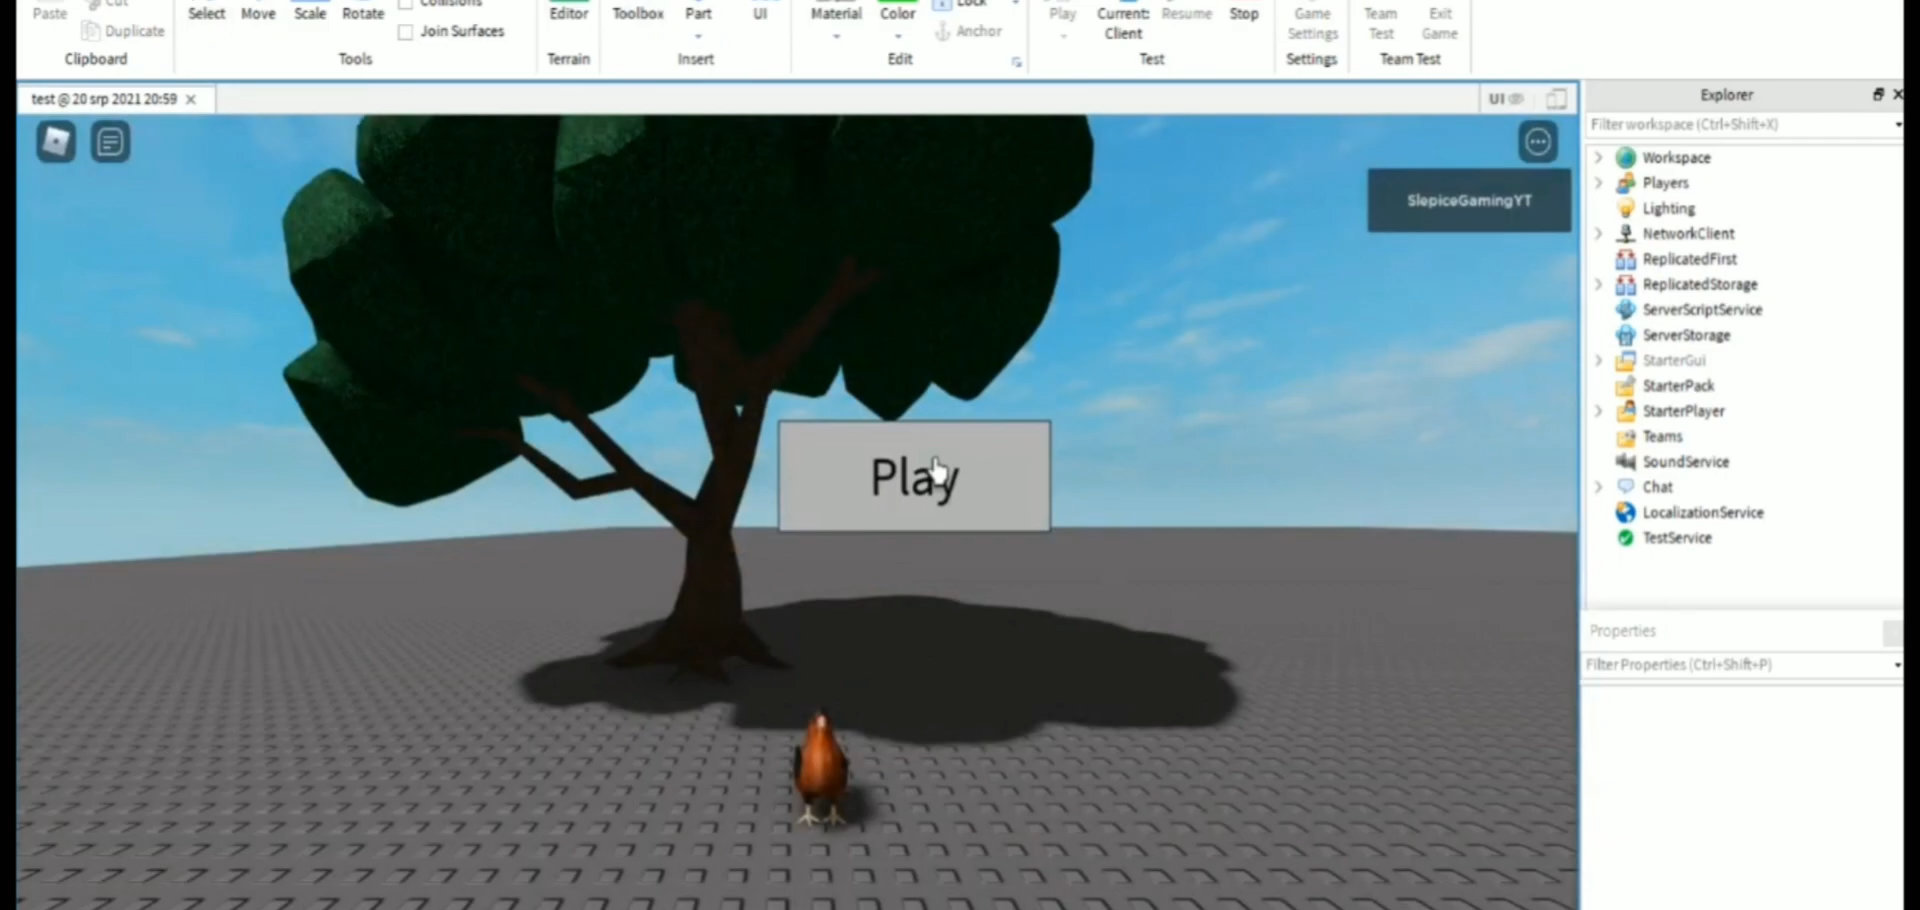 Paste
Cut
Duplicate
Clipboard
Select Move Scale Rotate
Collisions
Join Surfaces
Tools
Editor
Terrain
Toolbox Part UI
Insert
Material Color
Lock
Anchor
Edit
Play Current: Client Resume Stop
Test
Game Settings
Settings
Team Test Exit Game
Team Test
test @ 20 srp 2021 20:59
UI
SlepiceGamingYT
Play
Explorer
Filter workspace (Ctrl+Shift+X)
Workspace
Players
Lighting
NetworkClient
ReplicatedFirst
ReplicatedStorage
ServerScriptService
ServerStorage
StarterGui
StarterPack
StarterPlayer
Teams
SoundService
Chat
LocalizationService
TestService
Properties
Filter Properties (Ctrl+Shift+P)